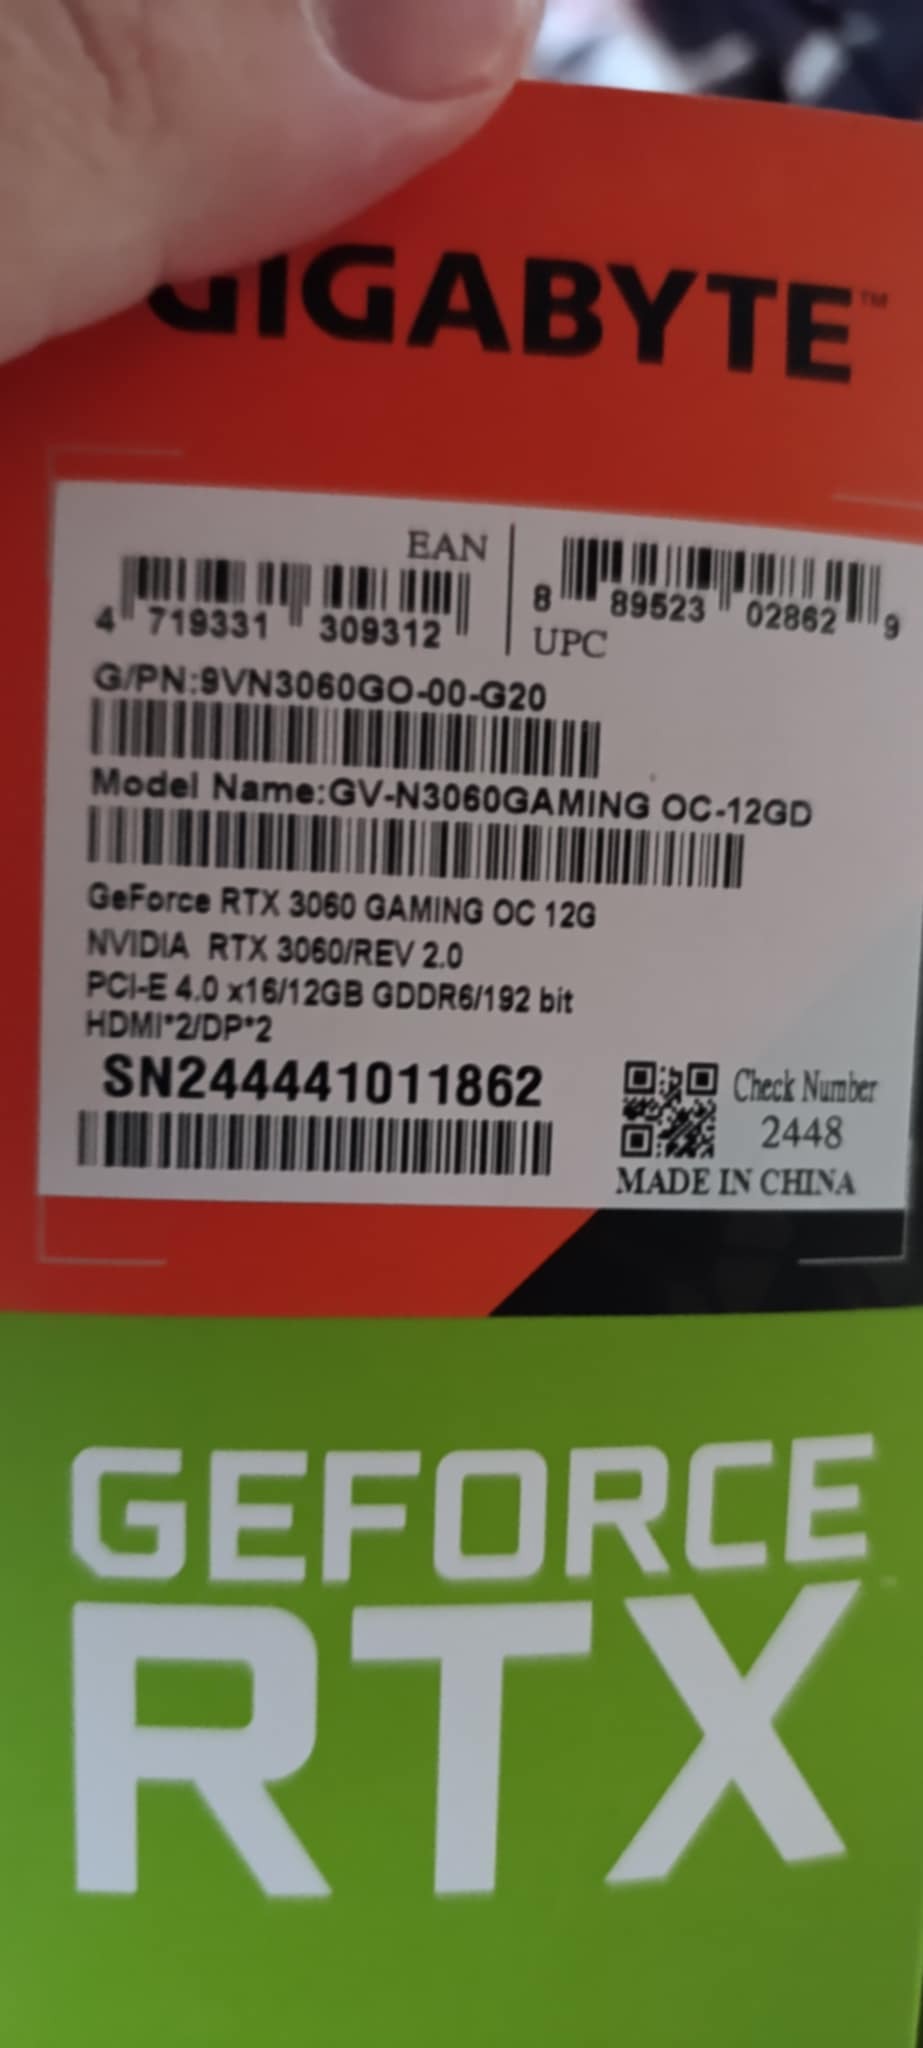 GIGABYTE™
EAN
4 719331 309312
8 89523 02862 9
UPC
G/PN:9VN3060GO-00-G20
Model Name:GV-N3060GAMING OC-12GD
GeForce RTX 3060 GAMING OC 12G
NVIDIA RTX 3060/REV 2.0
PCI-E 4.0 x16/12GB GDDR6/192 bit
HDMI*2/DP*2
SN244441011862
Check Number
2448
MADE IN CHINA
GEFORCE
RTX